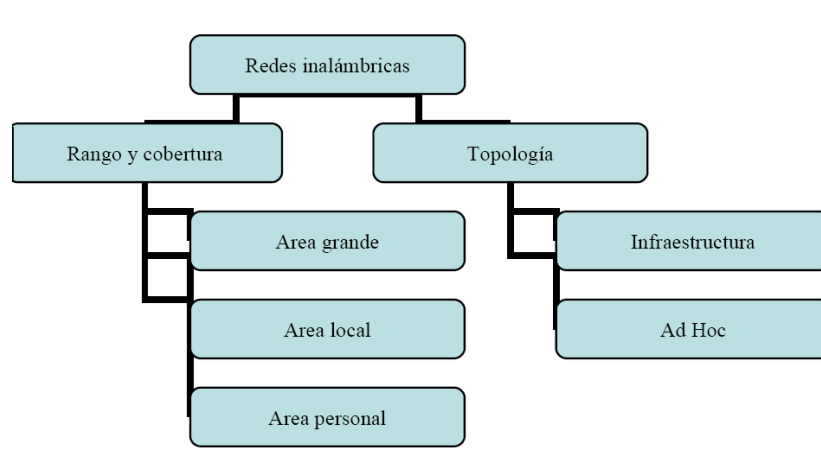 Redes inalámbricas
Rango y cobertura
Topología
Area grande
Infraestructura
Area local
Ad Hoc
Area personal